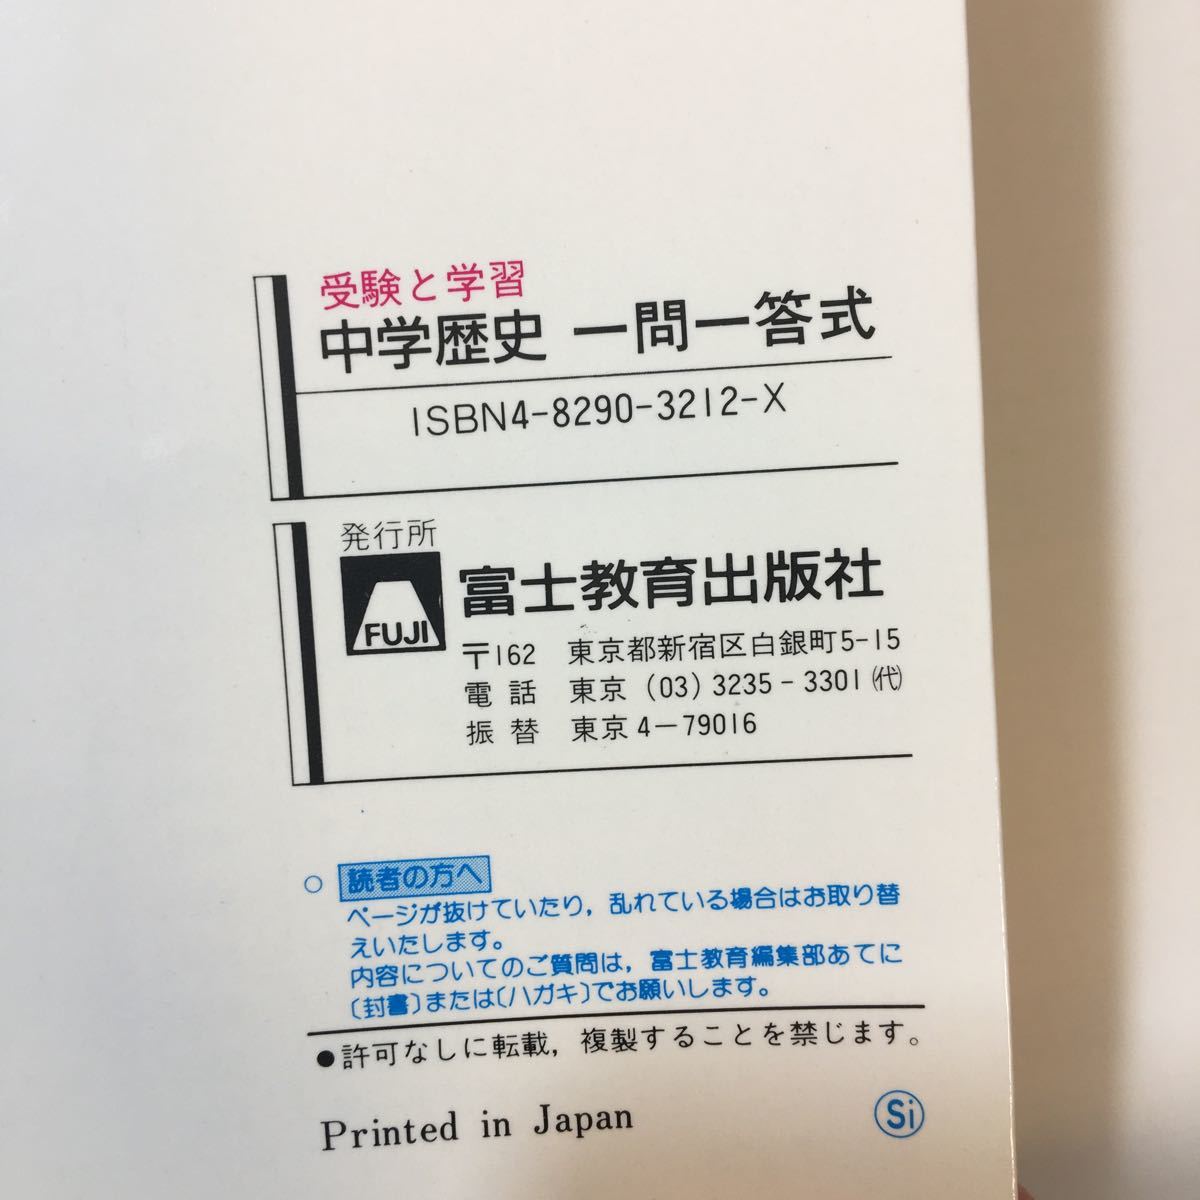 受験と学習
中学歴史 一問一答式
ISBN4-8290-3212-X
発行所
FUJI
富士教育出版社
〒162 東京都新宿区白銀町5-15
電話 東京 (03) 3235-3301㈹
振替 東京4-79016
○ 読者の方へ
ページが抜けていたり，乱れている場合はお取り替
えいたします。
内容についてのご質問は，富士教育編集部あてに
〔封書〕または〔ハガキ〕でお願いします。
●許可なしに転載，複製することを禁じます。
Printed in Japan
Si